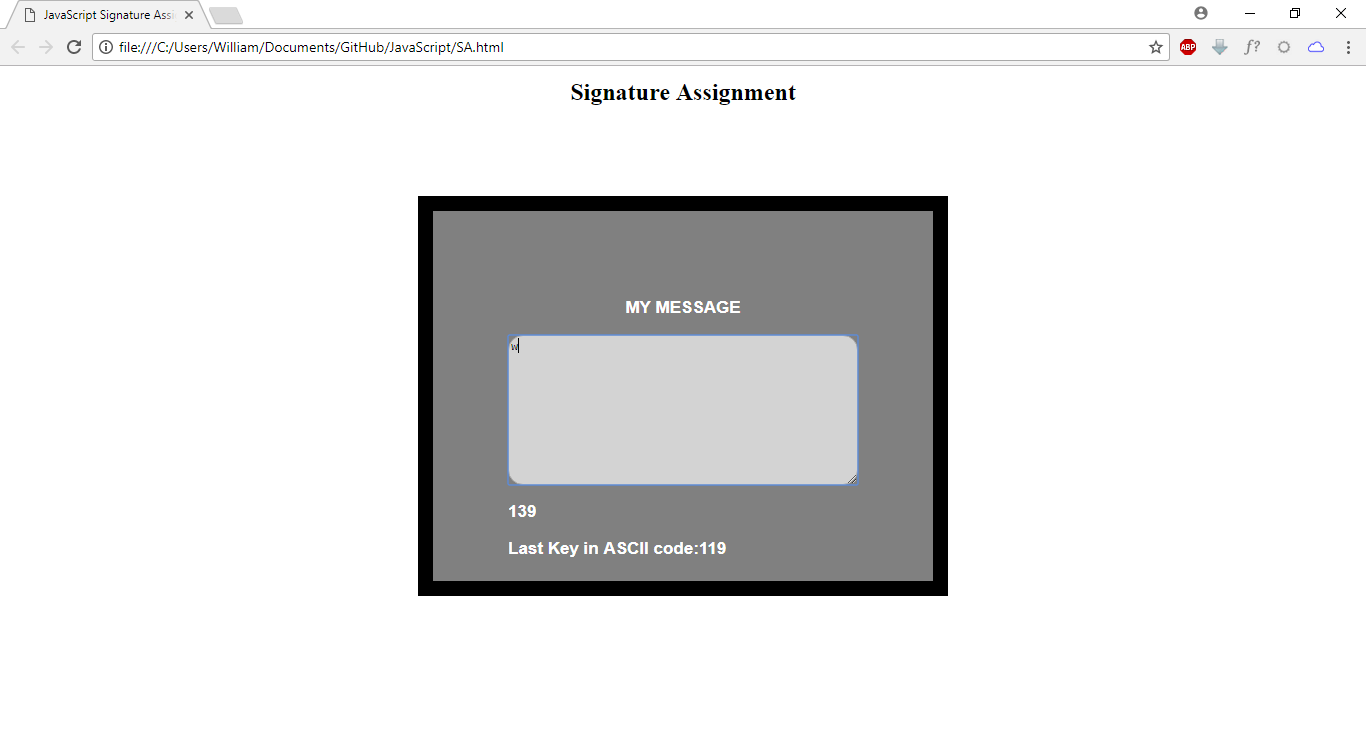 JavaScript Signature Assi
file:///C:/Users/William/Documents/GitHub/JavaScript/SA.html
ABP
f?
Signature Assignment
MY MESSAGE
w
139
Last Key in ASCII code:119